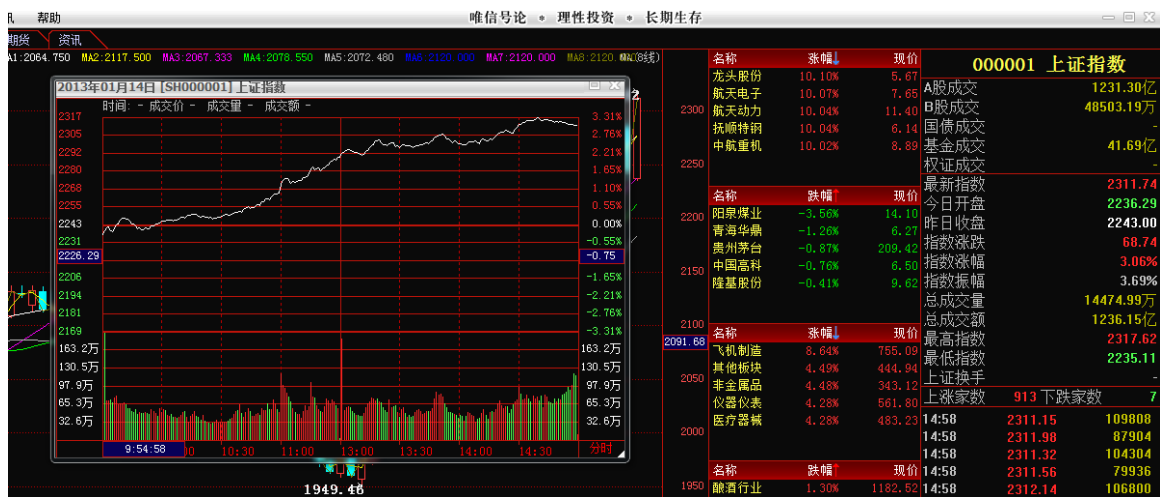 帮助
唯信号论 * 理性投资 * 长期生存
期货 资讯
A1:2064.750 MA2:2117.500 MA3:2067.333 MA4:2078.550 MA5:2072.480 MA6:2120.000 MA7:2120.000
2013年01月14日 [SH000001] 上证指数
时间: - 成交价 - 成交量 - 成交额 -
2317 3.31%
2305 2.76%
2292 2.21%
2280 1.65%
2268 1.10%
2255 0.55%
2243 0.00%
2231 -0.55%
2226.29 -0.75
2206 -1.65%
2194 -2.21%
2181 -2.76%
2169 -3.31%
163.2万 163.2万
130.5万 130.5万
97.9万 97.9万
65.3万 65.3万
32.6万 32.6万
9:54:58 10:30 11:00 13:00 13:30 14:00 14:30 分时
1949.46
2300
2250
2200
2150
2100
2091.68
2050
2000
1950
名称 涨幅↓ 现价
龙头股份 10.10% 5.67
航天电子 10.07% 7.65
航天动力 10.04% 11.40
抚顺特钢 10.04% 6.14
中航重机 10.02% 8.89
名称 跌幅↑ 现价
阳泉煤业 -3.56% 14.10
青海华鼎 -1.26% 6.27
贵州茅台 -0.87% 209.42
中国高科 -0.76% 6.50
隆基股份 -0.41% 9.62
名称 涨幅↓ 现价
飞机制造 8.64% 755.09
其他板块 4.49% 444.94
非金属品 4.48% 343.12
仪器仪表 4.28% 561.80
医疗器械 4.28% 483.23
名称 跌幅↑ 现价
酿酒行业 1.30% 1182.52
000001 上证指数
A股成交 1231.30亿
B股成交 48503.19万
国债成交 -
基金成交 41.69亿
权证成交 -
最新指数 2311.74
今日开盘 2236.29
昨日收盘 2243.00
指数涨跌 68.74
指数涨幅 3.06%
指数振幅 3.69%
总成交量 14474.99万
总成交额 1236.15亿
最高指数 2317.62
最低指数 2235.11
上证换手 -
上涨家数 913 下跌家数 7
14:58 2311.15 109808
14:58 2311.98 87904
14:58 2311.32 104304
14:58 2311.56 79936
14:58 2312.14 106800